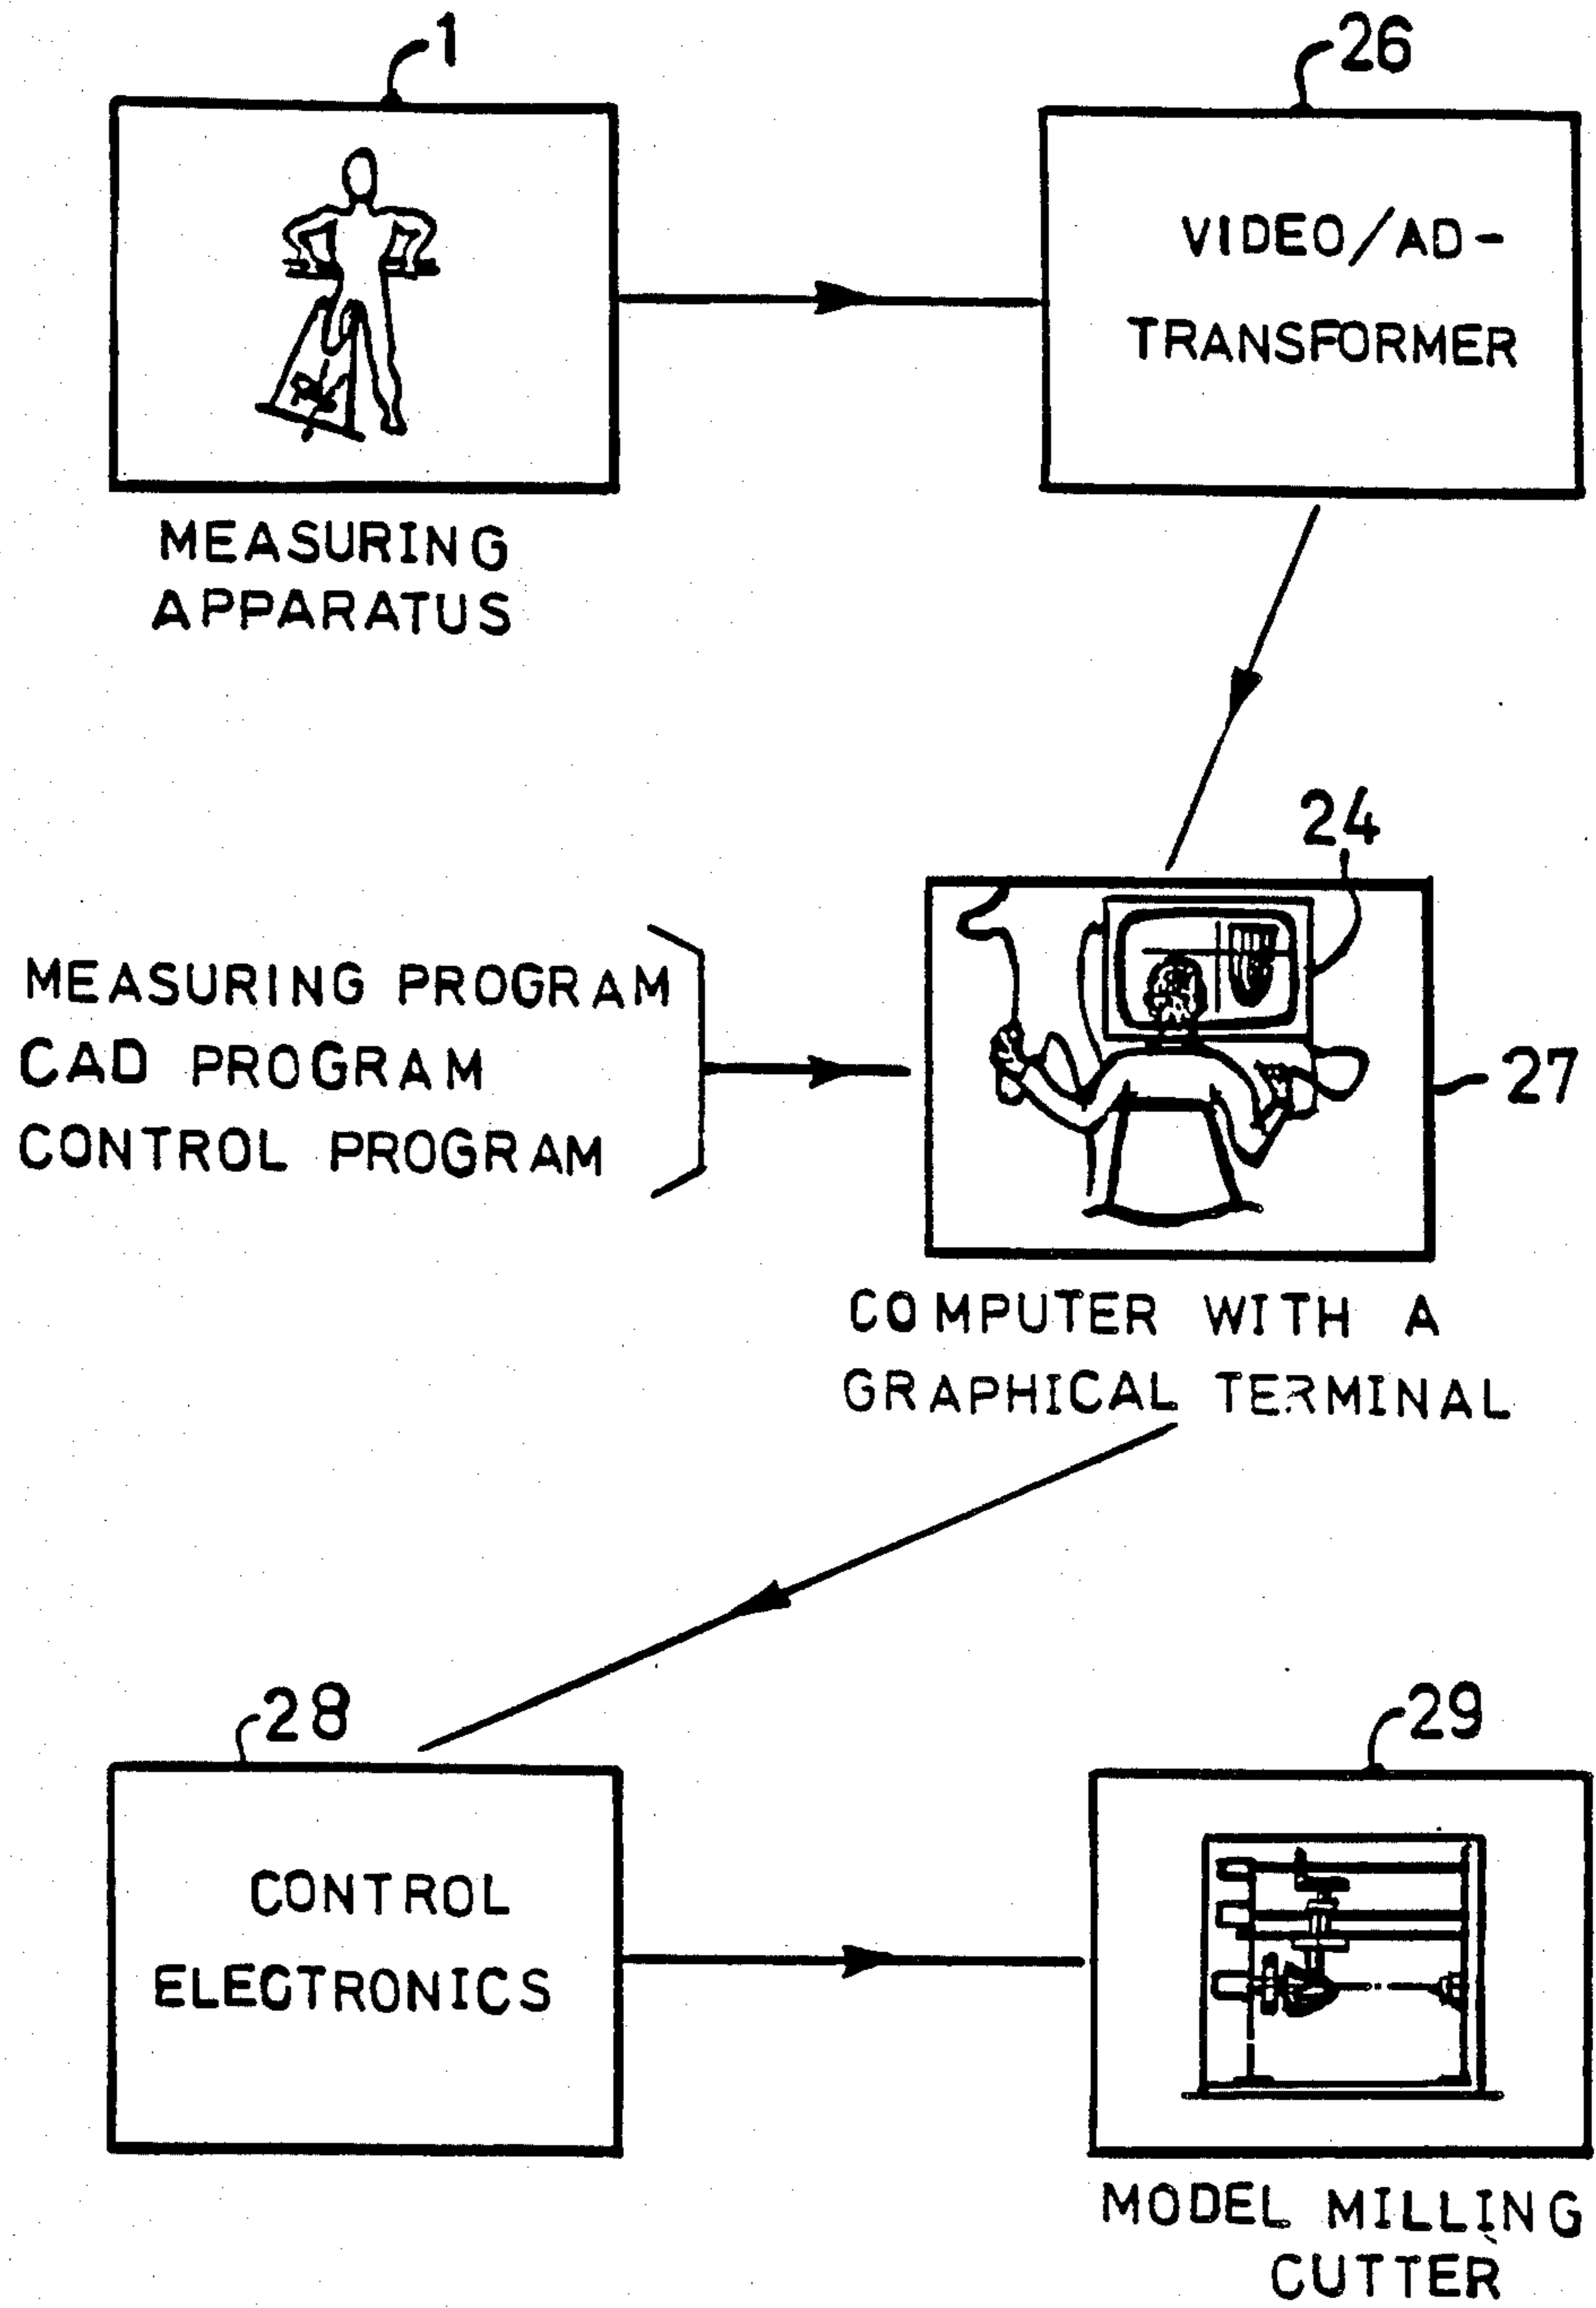 1
26
VIDEO/AD-
TRANSFORMER
MEASURING
APPARATUS
24
MEASURING PROGRAM
CAD PROGRAM
CONTROL PROGRAM
27
COMPUTER WITH A
GRAPHICAL TERMINAL
28
29
CONTROL
ELECTRONICS
MODEL MILLING
CUTTER